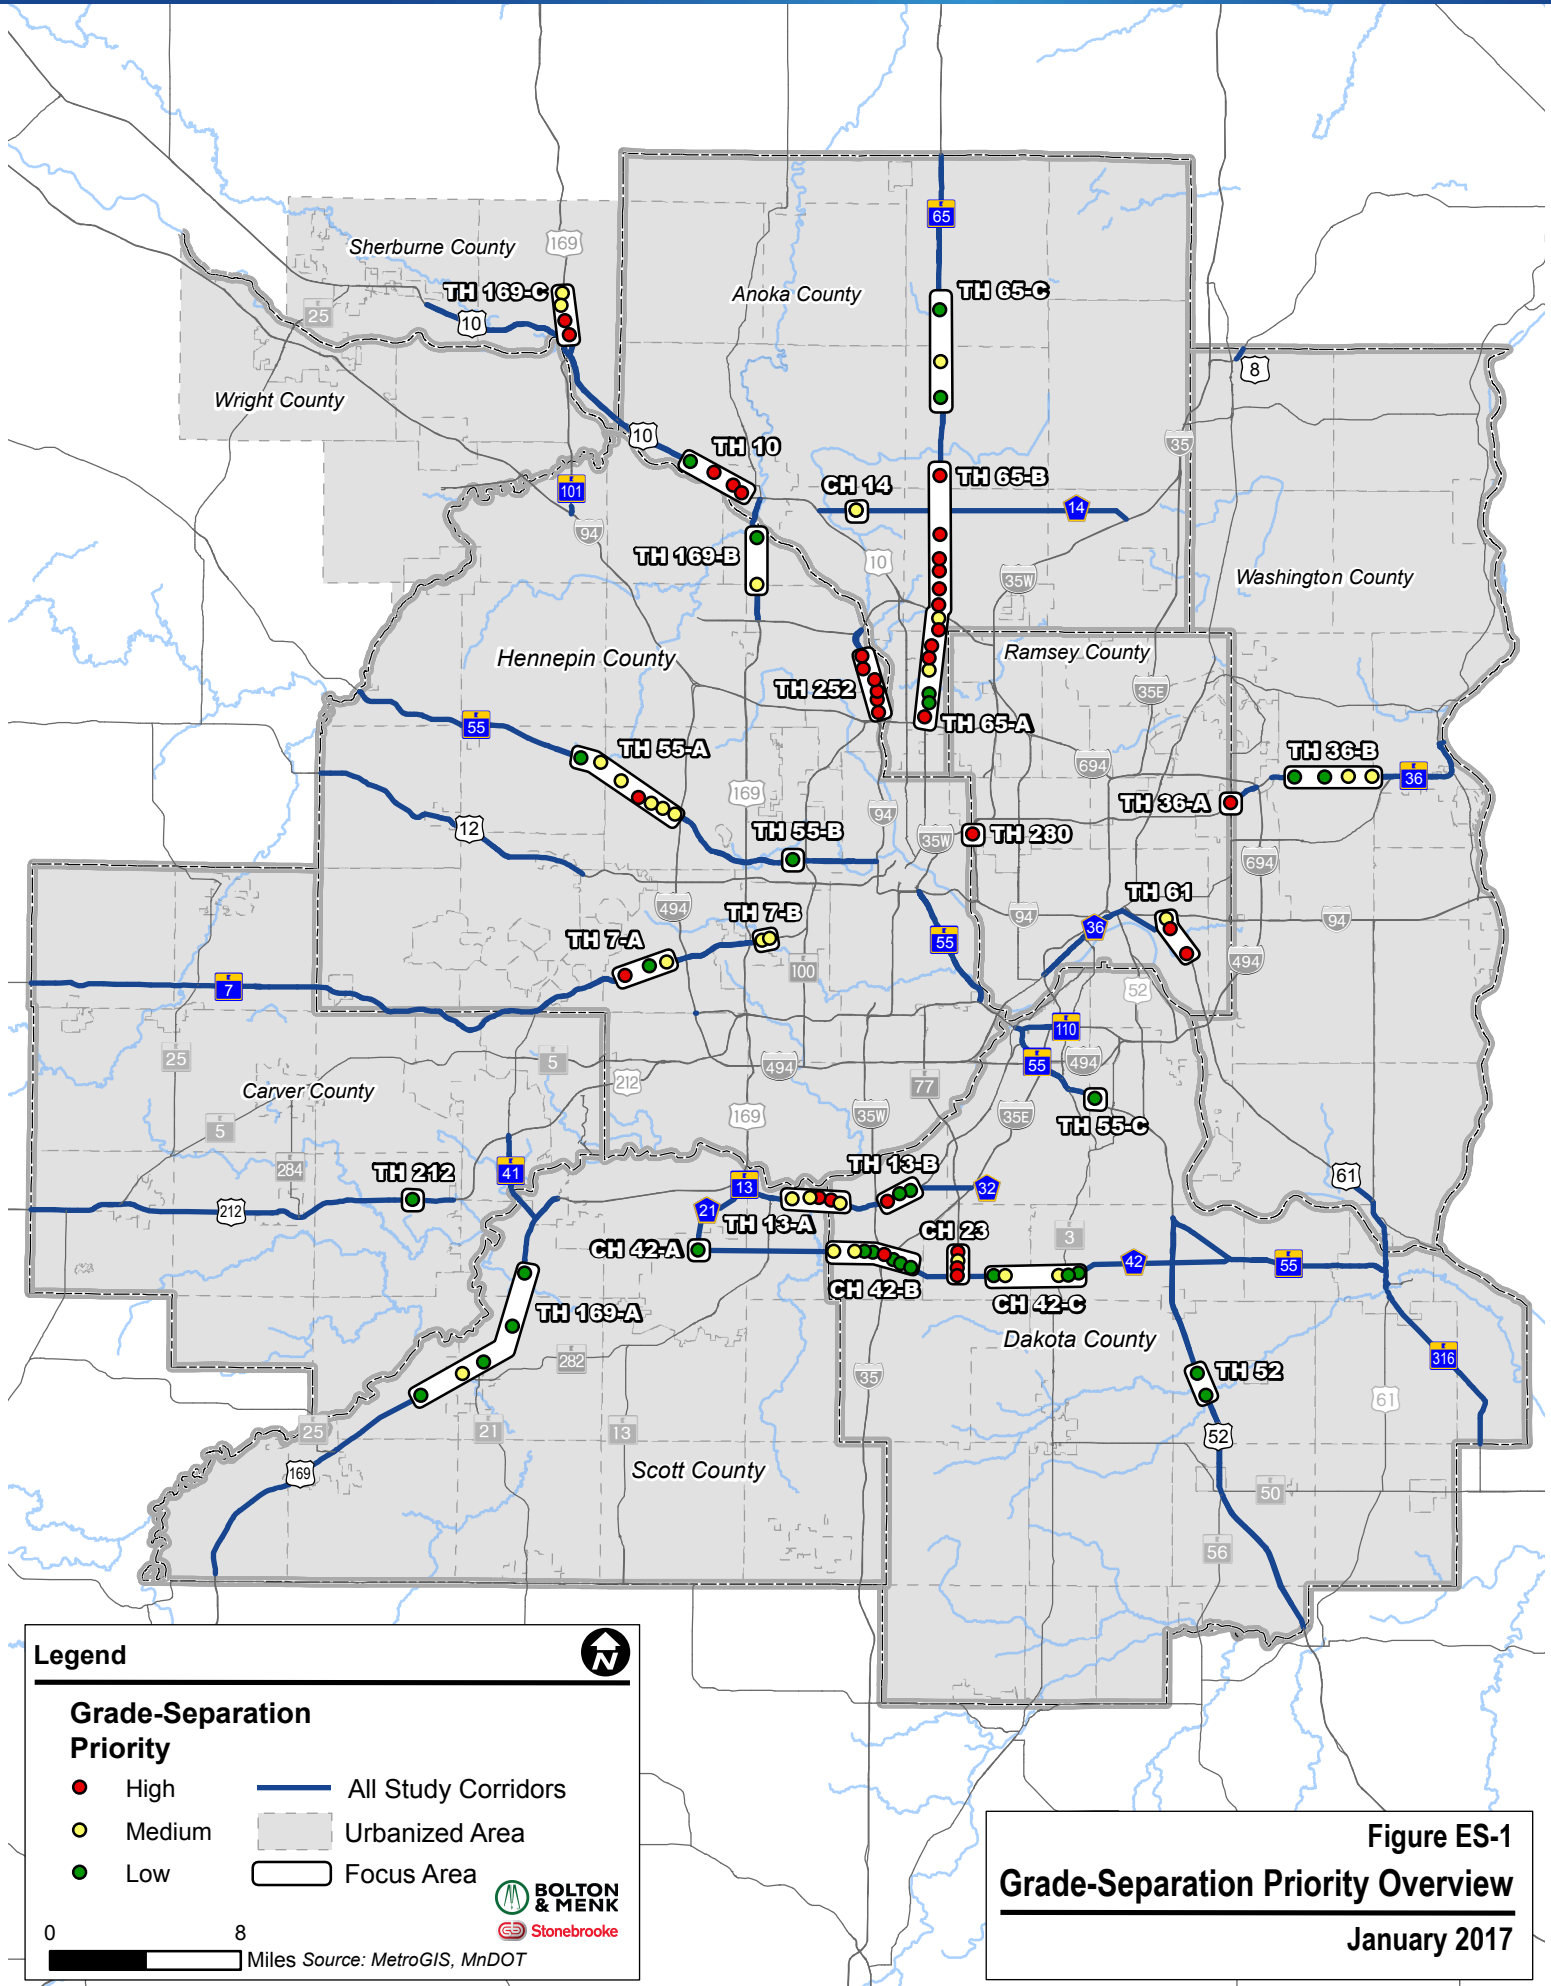 65
Sherburne County
169
TH 169-C
Anoka County
TH 65-C
25
10
8
Wright County
10
TH 10
35
TH 65-B
CH 14
101
14
94
TH 169-B
10
35W
Washington County
Hennepin County
Ramsey County
TH 252
35E
55
TH 65-A
TH 55-A
694
TH 36-B
36
169
TH 36-A
12
94
TH 55-B
35W
TH 280
694
TH 61
494
TH 7-B
94
94
36
TH 7-A
55
494
100
7
52
110
25
5
55
494
494
Carver County
212
77
169
35W
35E
TH 55-C
5
284
TH 212
41
TH 13-B
61
13
32
212
21
TH 13-A
CH 23
3
CH 42-A
42
55
CH 42-B
CH 42-C
TH 169-A
Dakota County
282
316
35
TH 52
61
25
21
13
52
169
Scott County
50
56
Legend
N
Grade-Separation
Priority
High
All Study Corridors
Medium
Urbanized Area
Low
Focus Area
BOLTON
& MENK
Stonebrooke
0 8
Miles Source: MetroGIS, MnDOT
Figure ES-1
Grade-Separation Priority Overview
January 2017